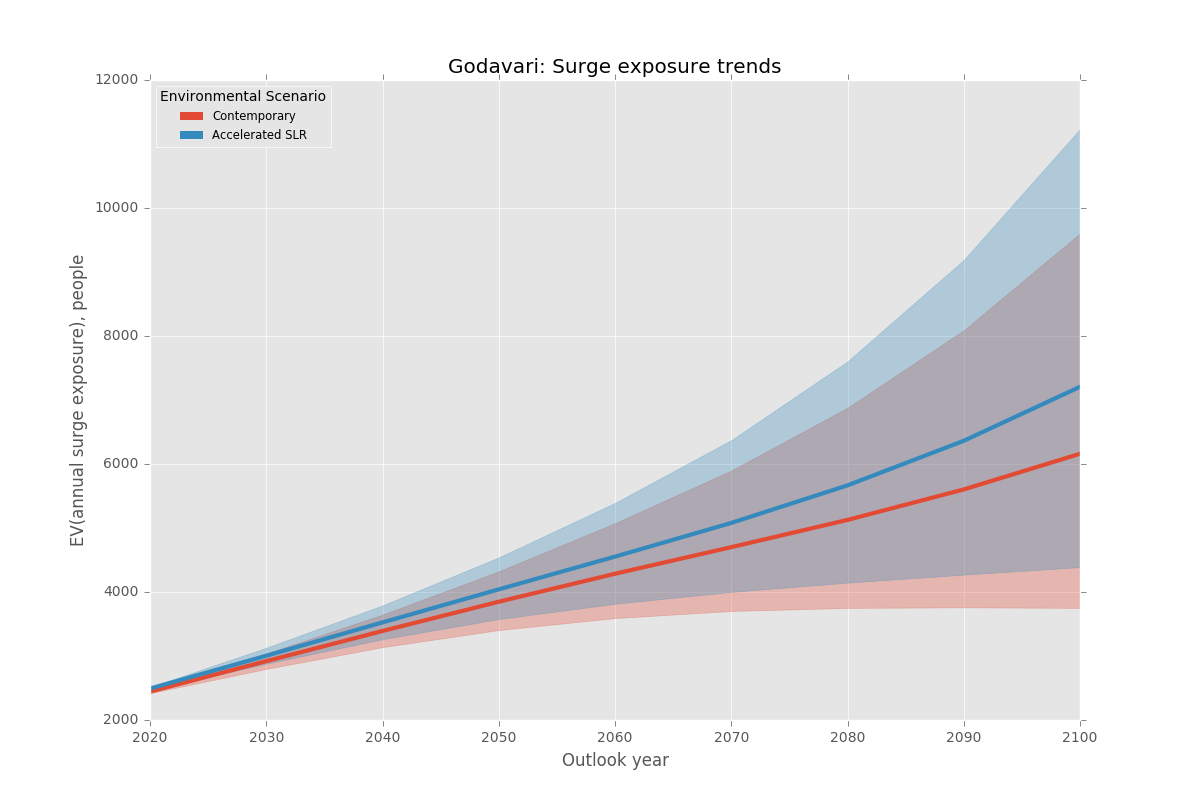 Godavari: Surge exposure trends
12000
Environmental Scenario
Contemporary
Accelerated SLR
10000
8000
6000
4000
2000
EV(annual surge exposure), people
2020 2030 2040 2050 2060 2070 2080 2090 2100
Outlook year